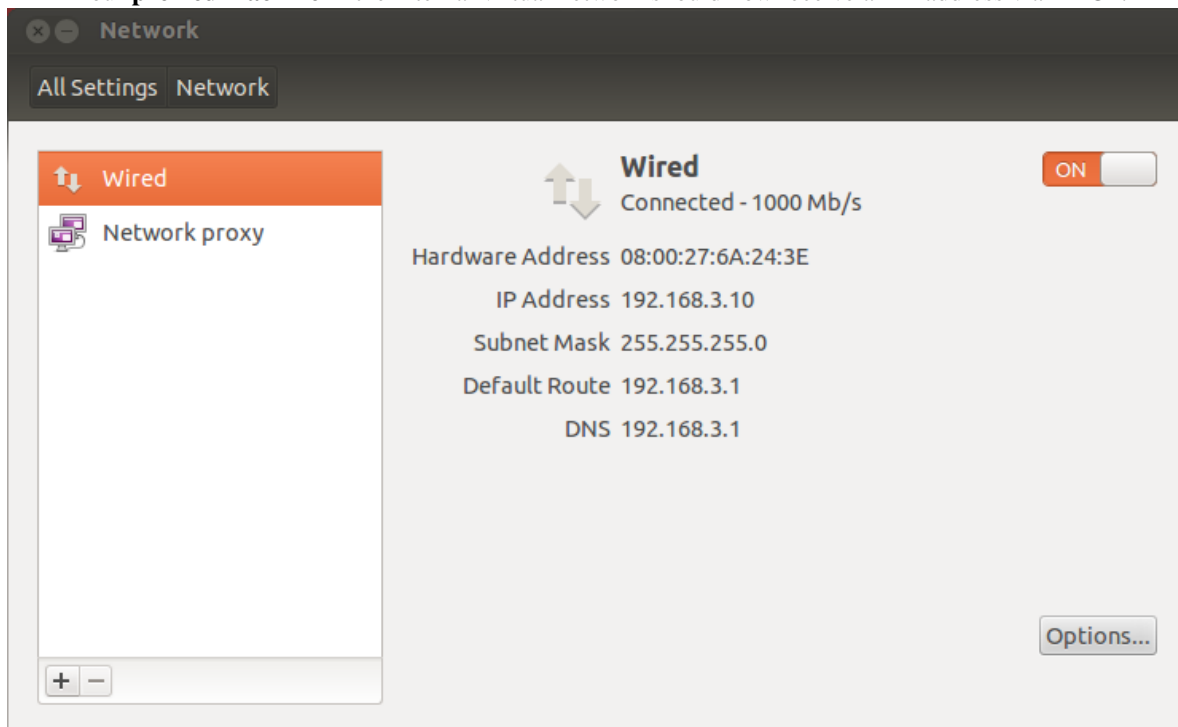 Network
All Settings Network
Wired
Network proxy
Wired
Connected - 1000 Mb/s
ON
Hardware Address 08:00:27:6A:24:3E
IP Address 192.168.3.10
Subnet Mask 255.255.255.0
Default Route 192.168.3.1
DNS 192.168.3.1
Options...